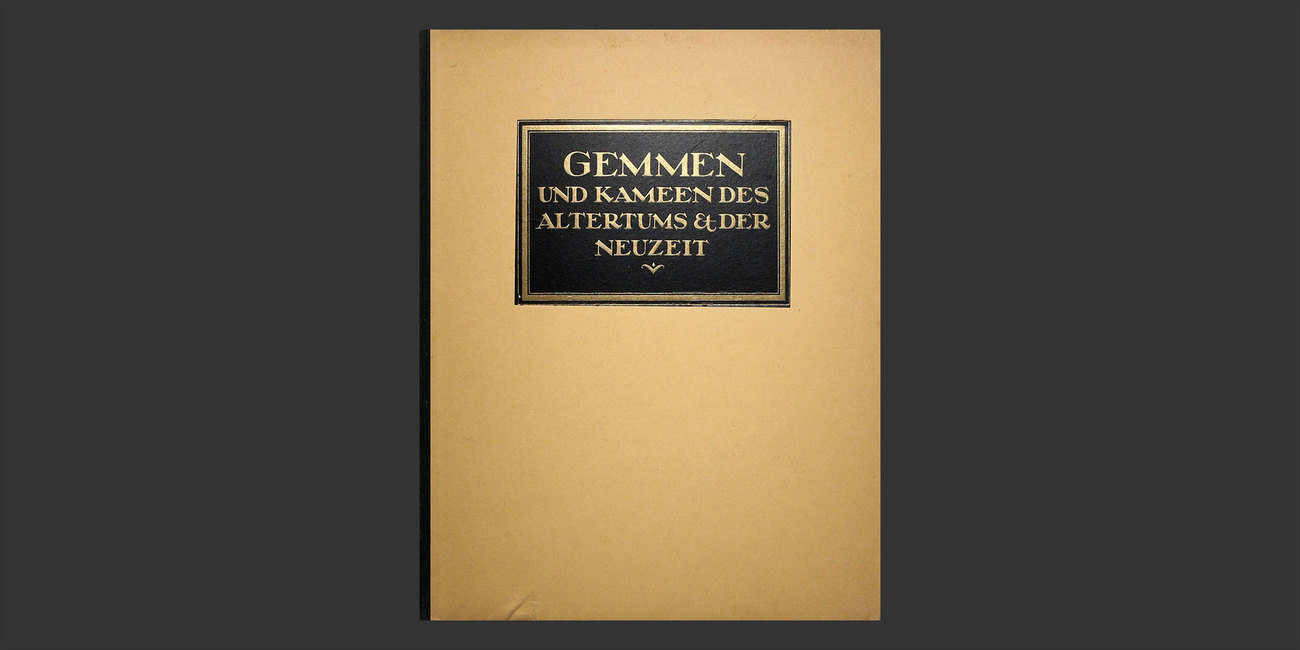 GEMMEN
UND KAMEEN DES
ALTERTUMS & DER
NEUZEIT